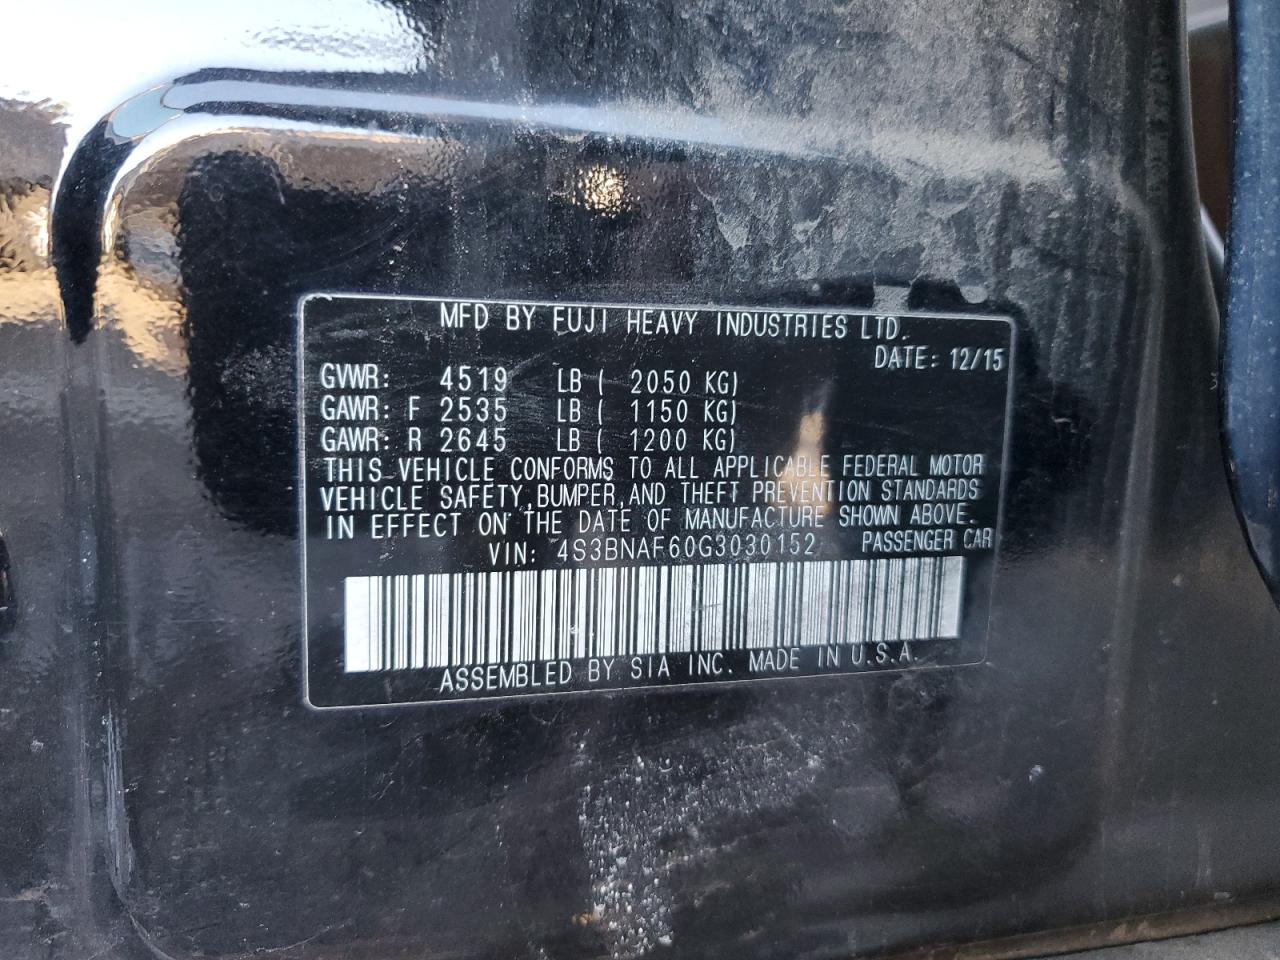 MFD BY FUJI HEAVY INDUSTRIES LTD.
DATE: 12/15
GVWR: 4519 LB ( 2050 KG)
GAWR: F 2535 LB ( 1150 KG)
GAWR: R 2645 LB ( 1200 KG)
THIS VEHICLE CONFORMS TO ALL APPLICABLE FEDERAL MOTOR
VEHICLE SAFETY, BUMPER, AND THEFT PREVENTION STANDARDS
IN EFFECT ON THE DATE OF MANUFACTURE SHOWN ABOVE.
VIN: 4S3BNAF60G3030152 PASSENGER CAR
ASSEMBLED BY SIA INC. MADE IN U.S.A.